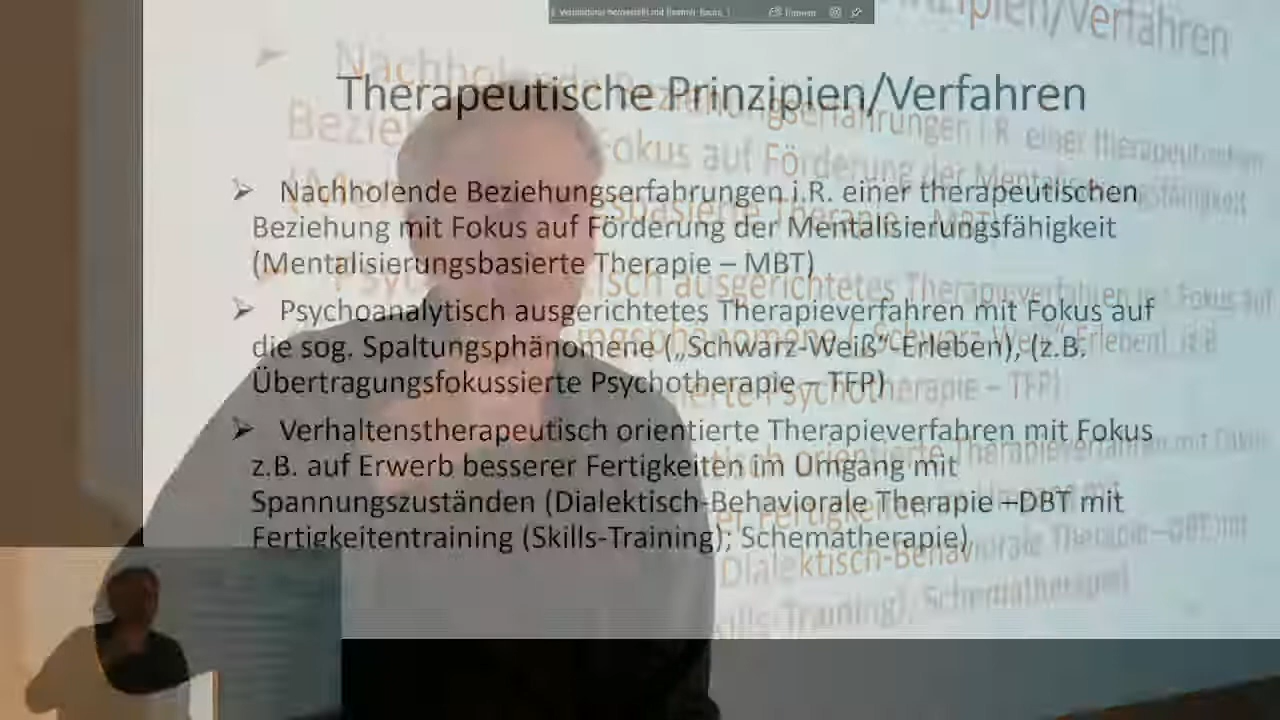 Therapeutische Prinzipien/Verfahren
➢ Nachholende Beziehungserfahrungen i.R. einer therapeutischen
Beziehung mit Fokus auf Förderung der Mentalisierungsfähigkeit
(Mentalisierungsbasierte Therapie – MBT)
➢ Psychoanalytisch ausgerichtetes Therapieverfahren mit Fokus auf
die sog. Spaltungsphänomene („Schwarz-Weiß“-Erleben), (z.B.
Übertragungsfokussierte Psychotherapie – TFP)
➢ Verhaltenstherapeutisch orientierte Therapieverfahren mit Fokus
z.B. auf Erwerb besserer Fertigkeiten im Umgang mit
Spannungszuständen (Dialektisch-Behaviorale Therapie –DBT mit
Fertigkeitentraining (Skills-Training); Schematherapie)